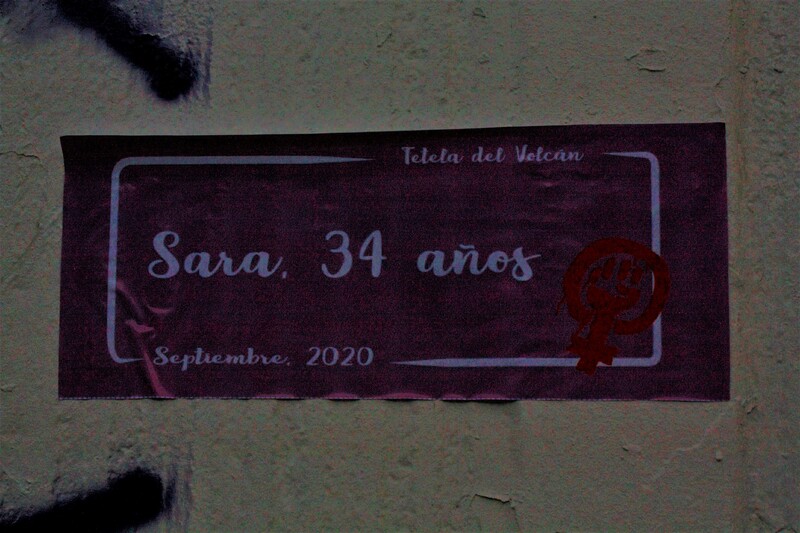 Tetela del Volcán
Sara, 34 años
Septiembre, 2020